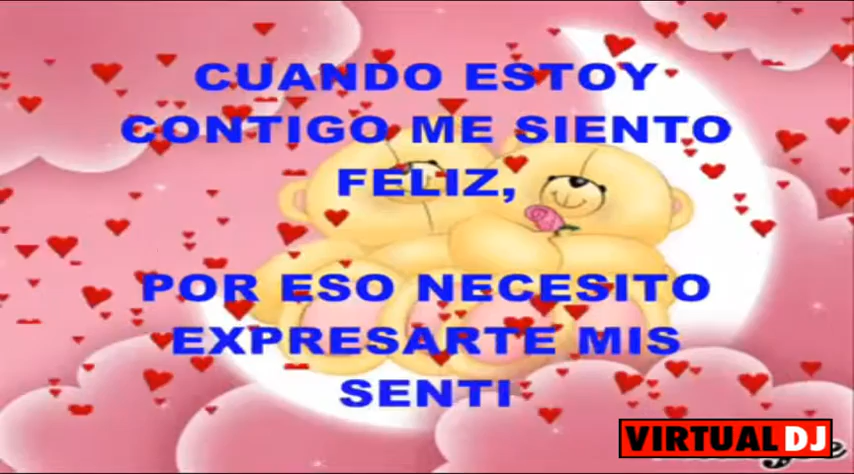 CUANDO ESTOY
CONTIGO ME SIENTO
FELIZ,
POR ESO NECESITO
EXPRESARTE MIS
SENTI
VIRTUAL DJ